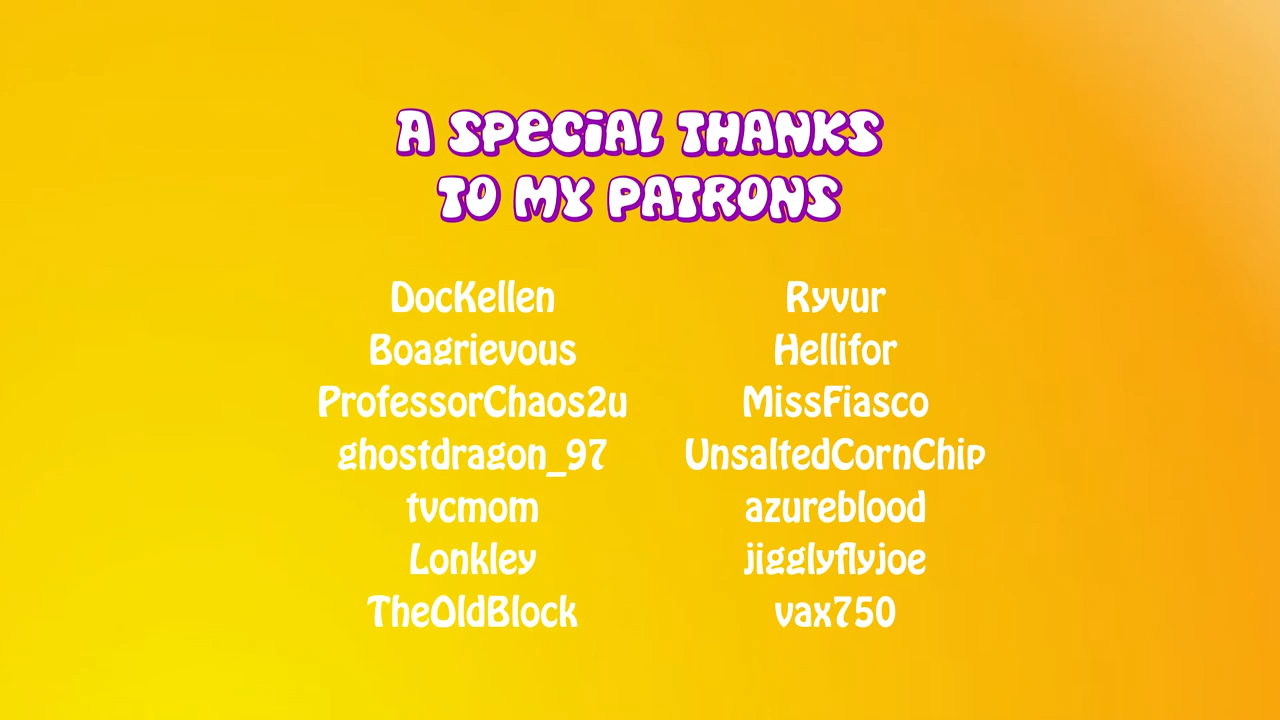 A SPECiAL THANKS
TO MY PATRONS
DocKellen
Boagrievous
ProfessorChaos2u
ghostdragon_97
tvcmom
Lonkley
TheOldBlock
Ryvur
Hellifor
MissFiasco
UnsaltedCornChip
azureblood
jigglyflyjoe
vax750